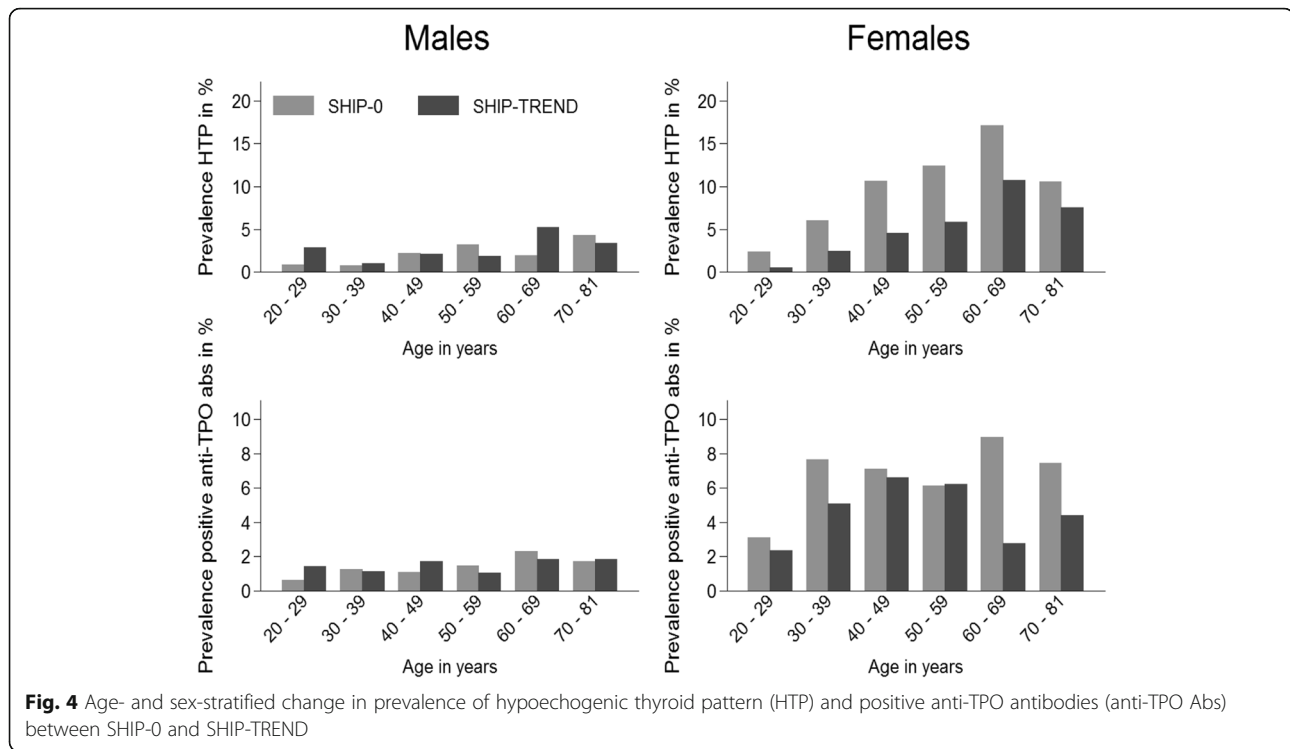 Males
Females
Prevalence HTP in %
20
15
10
5
0
SHIP-0
SHIP-TREND
20 - 29
30 - 39
40 - 49
50 - 59
60 - 69
70 - 81
Age in years
Prevalence HTP in %
20
15
10
5
0
20 - 29
30 - 39
40 - 49
50 - 59
60 - 69
70 - 81
Age in years
Prevalence positive anti-TPO abs in %
10
8
6
4
2
0
20 - 29
30 - 39
40 - 49
50 - 59
60 - 69
70 - 81
Age in years
Prevalence positive anti-TPO abs in %
10
8
6
4
2
0
20 - 29
30 - 39
40 - 49
50 - 59
60 - 69
70 - 81
Age in years
Fig. 4 Age- and sex-stratified change in prevalence of hypoechogenic thyroid pattern (HTP) and positive anti-TPO antibodies (anti-TPO Abs)
between SHIP-0 and SHIP-TREND